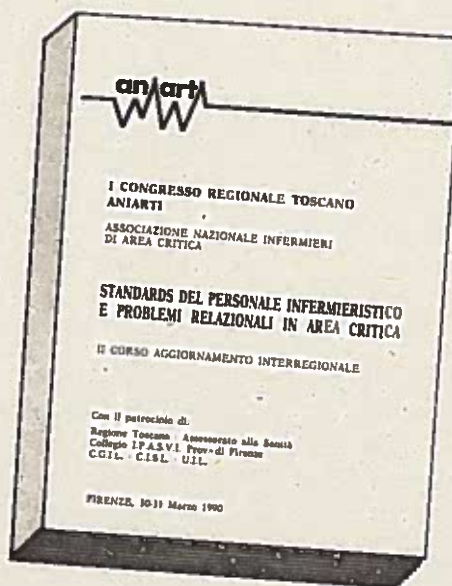 aniarti
I CONGRESSO REGIONALE TOSCANO
ANIARTI
ASSOCIAZIONE NAZIONALE INFERMIERI
DI AREA CRITICA
STANDARDS DEL PERSONALE INFERMIERISTICO
E PROBLEMI RELAZIONALI IN AREA CRITICA
II CORSO AGGIORNAMENTO INTERREGIONALE
Con il patrocinio di:
Regione Toscana - Assessorato alla Sanità
Collegio I.P.A.S.V.I. Prov. di Firenze
C.G.I.L. - C.I.S.L. - U.I.L.
FIRENZE, 30-31 Marzo 1990